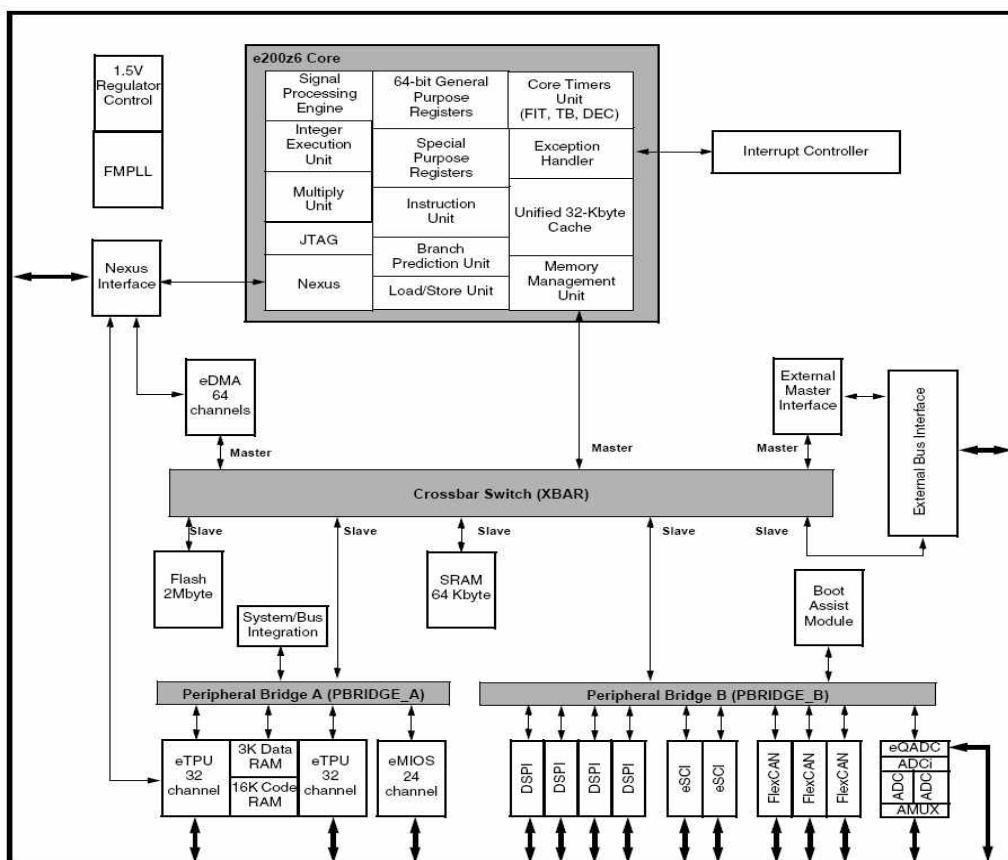 e200z6 Core
1.5V
Regulator
Control
FMPLL
Signal
Processing
Engine
Integer
Execution
Unit
Multiply
Unit
JTAG
Nexus
64-bit General
Purpose
Registers
Special
Purpose
Registers
Instruction
Unit
Branch
Prediction Unit
Load/Store Unit
Core Timers
Unit
(FIT, TB, DEC)
Exception
Handler
Unified 32-Kbyte
Cache
Memory
Management
Unit
Interrupt Controller
Nexus
Interface
eDMA
64
channels
External
Master
Interface
External Bus Interface
Master
Master
Master
Crossbar Switch (XBAR)
Slave
Slave
Slave
Slave
Slave
Flash
2Mbyte
SRAM
64 Kbyte
System/Bus
Integration
Boot
Assist
Module
Peripheral Bridge A (PBRIDGE_A)
Peripheral Bridge B (PBRIDGE_B)
eTPU
32
channel
3K Data
RAM
16K Code
RAM
eTPU
32
channel
eMIOS
24
channel
DSPI
DSPI
DSPI
DSPI
eSCI
eSCI
FlexCAN
FlexCAN
FlexCAN
eQADC
ADCi
ADC
ADC
AMUX